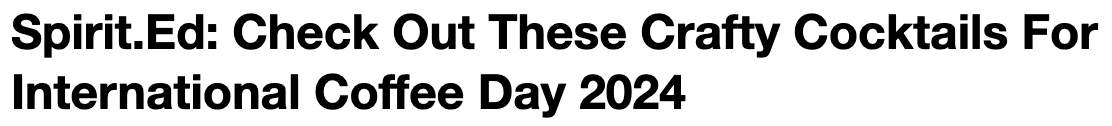 Spirit.Ed: Check Out These Crafty Cocktails For
International Coffee Day 2024